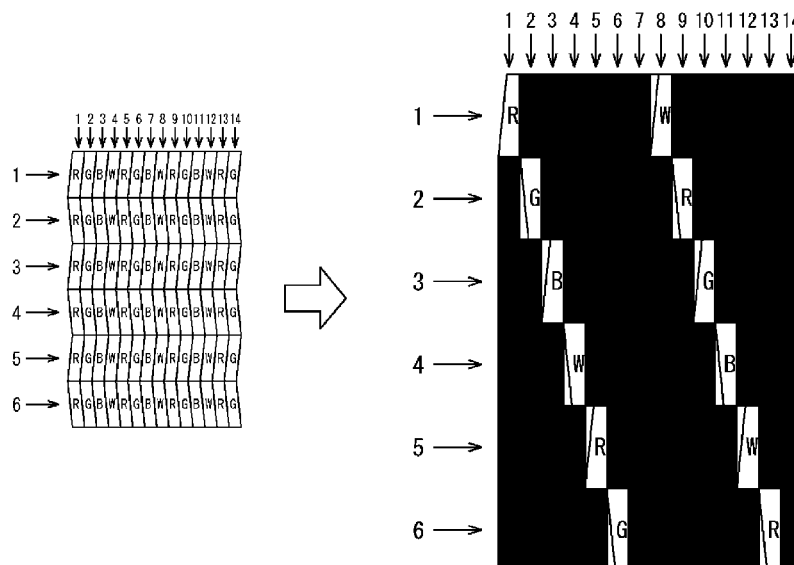 1 2 3 4 5 6 7 8 9 10 11 12 13 14
1 R G B W R G B W R G B W R G
2 R G B W R G B W R G B W R G
3 R G B W R G B W R G B W R G
4 R G B W R G B W R G B W R G
5 R G B W R G B W R G B W R G
6 R G B W R G B W R G B W R G
1 2 3 4 5 6 7 8 9 10 11 12 13 14
1 R W
2 G R
3 B G
4 W B
5 R W
6 G R